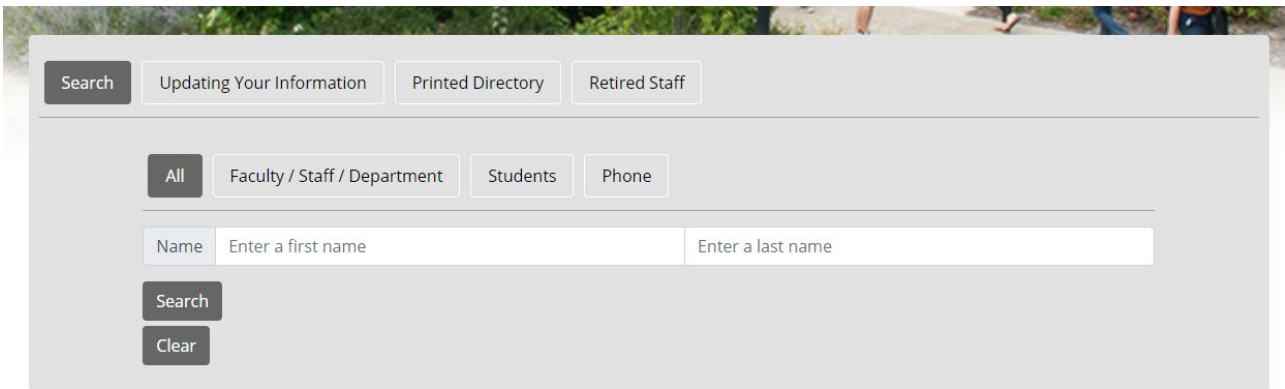 Search Updating Your Information Printed Directory Retired Staff
All Faculty / Staff / Department Students Phone
Name Enter a first name Enter a last name
Search
Clear